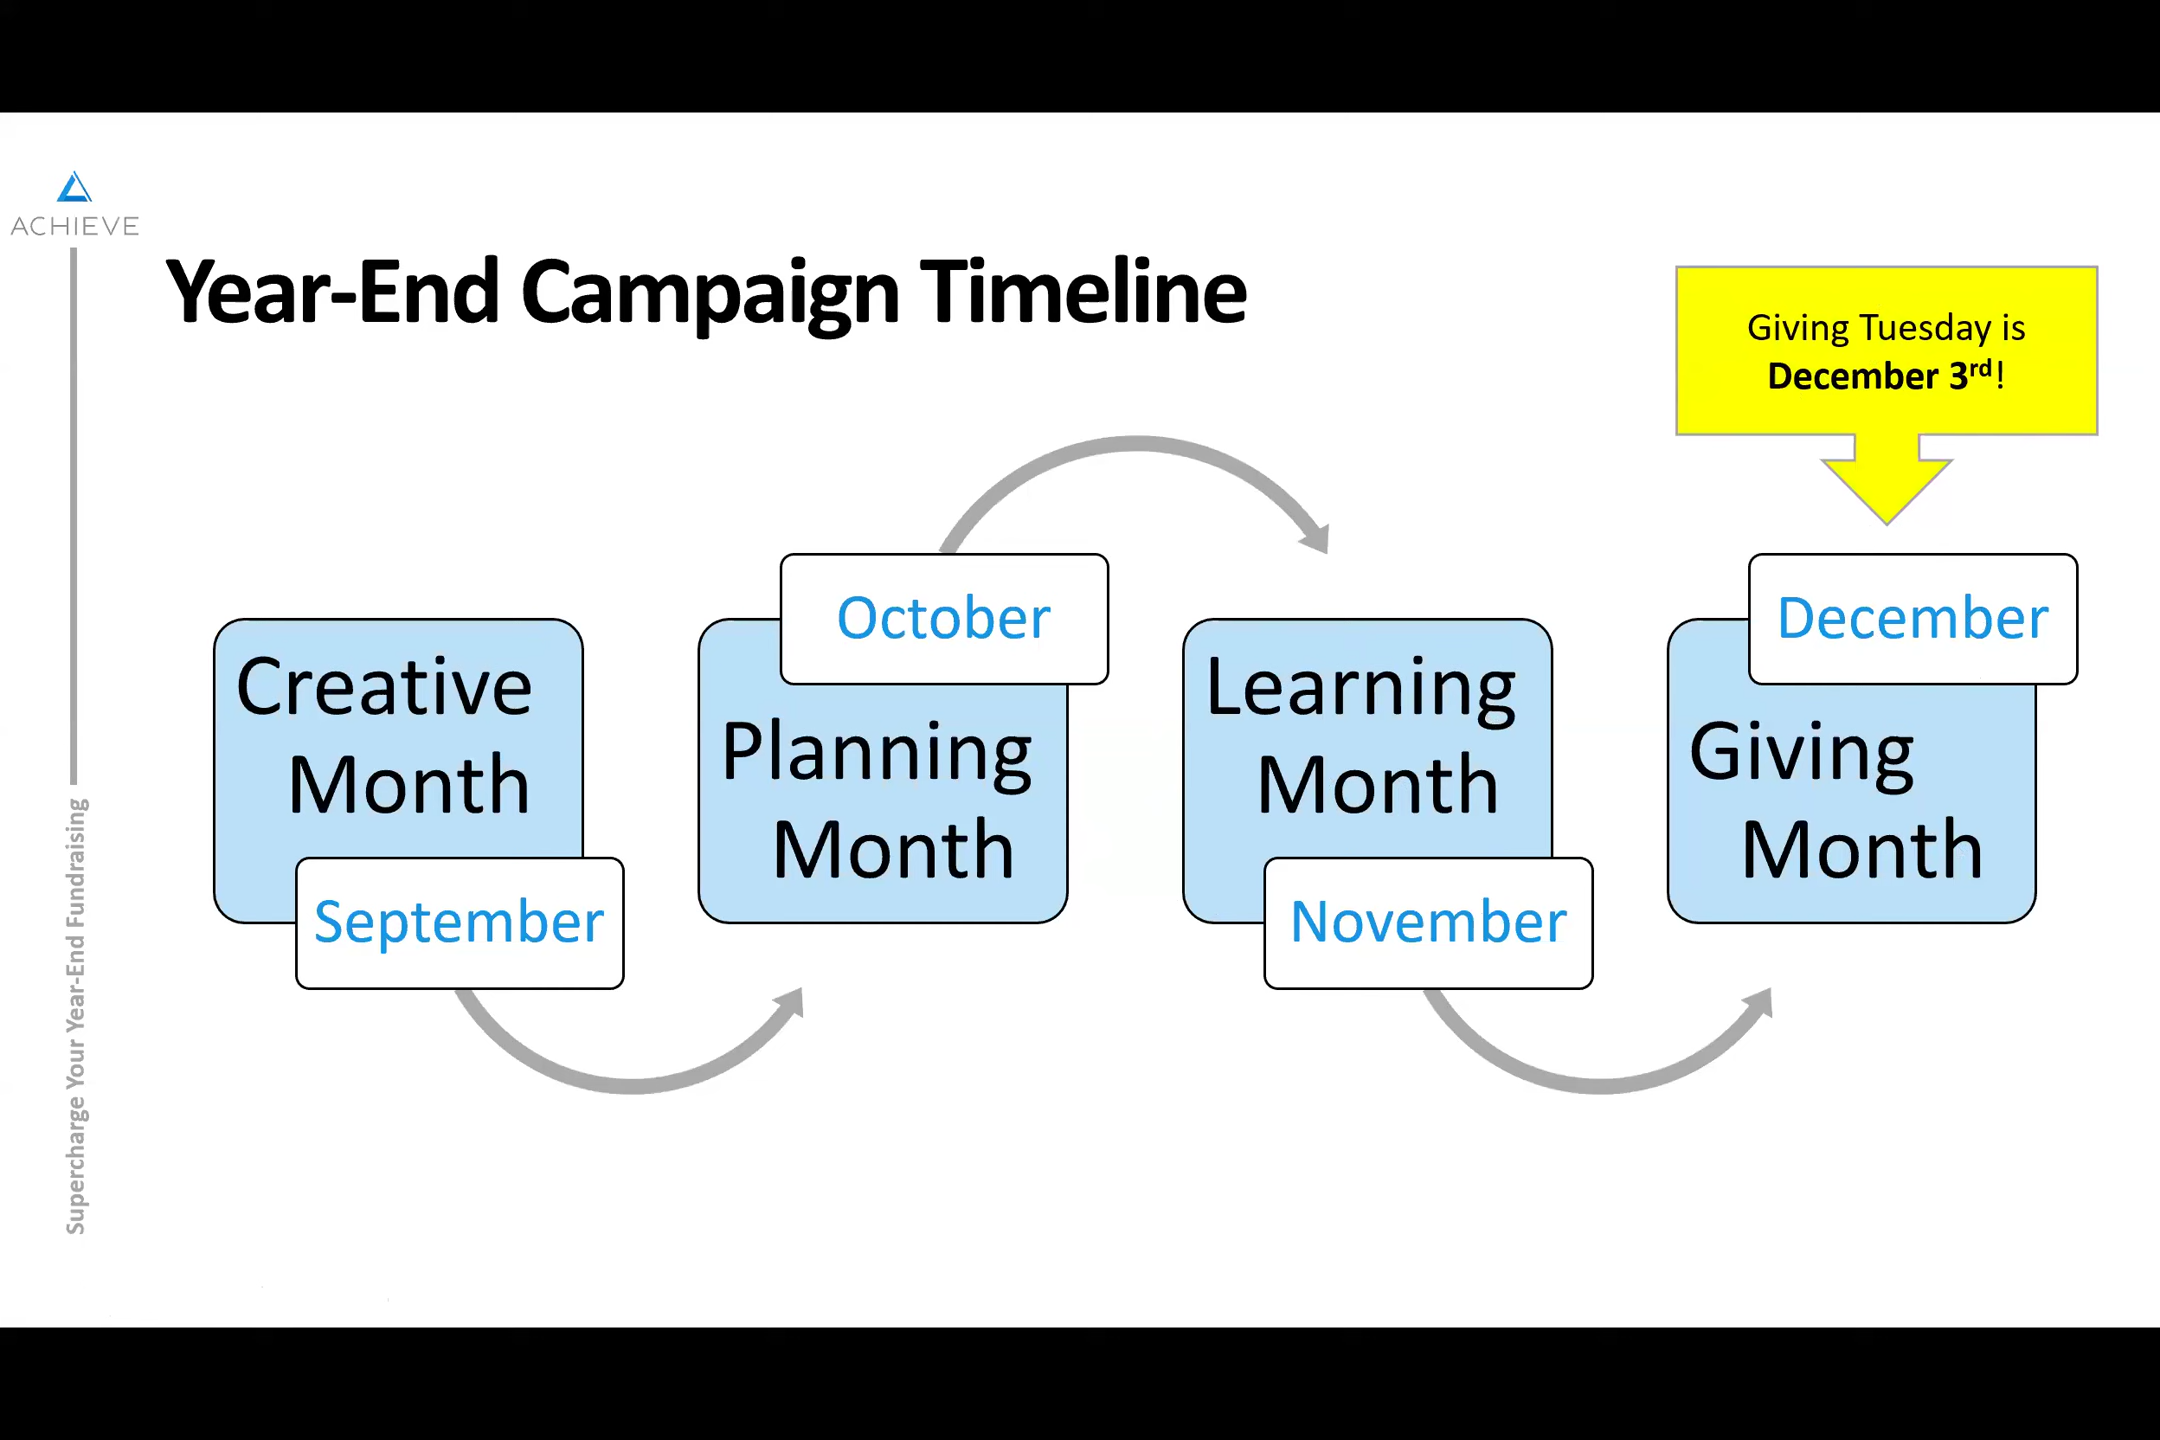 ACHIEVE
Year-End Campaign Timeline
Giving Tuesday is
December 3rd!
Creative
Month
September
October
Planning
Month
Learning
Month
November
December
Giving
Month
Supercharge Your Year-End Fundraising